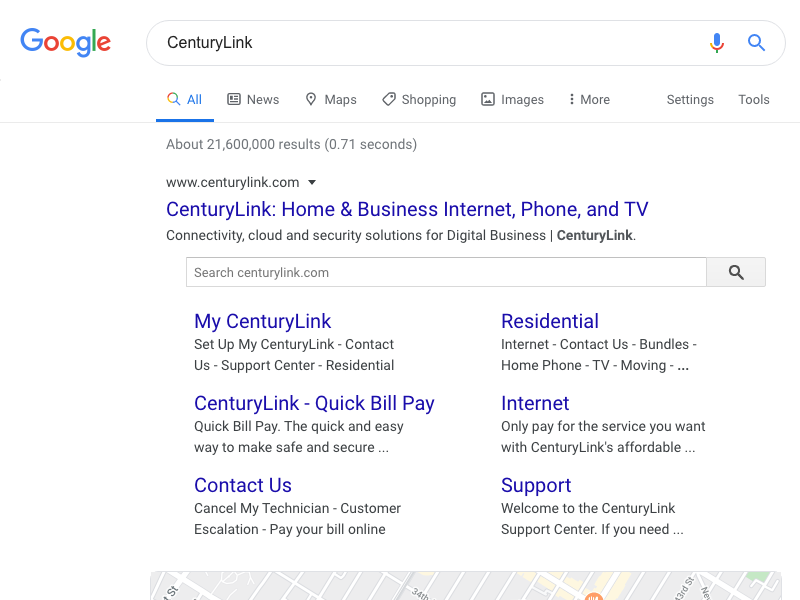 Google
CenturyLink
All News Maps Shopping Images More Settings Tools
About 21,600,000 results (0.71 seconds)
www.centurylink.com
CenturyLink: Home & Business Internet, Phone, and TV
Connectivity, cloud and security solutions for Digital Business | CenturyLink.
Search centurylink.com
My CenturyLink
Set Up My CenturyLink - Contact
Us - Support Center - Residential
Residential
Internet - Contact Us - Bundles -
Home Phone - TV - Moving - ...
CenturyLink - Quick Bill Pay
Quick Bill Pay. The quick and easy
way to make safe and secure ...
Internet
Only pay for the service you want
with CenturyLink's affordable ...
Contact Us
Cancel My Technician - Customer
Escalation - Pay your bill online
Support
Welcome to the CenturyLink
Support Center. If you need ...
St
34th